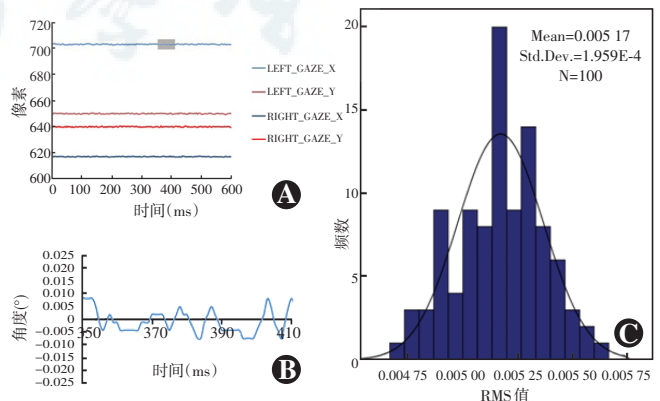 720
700
680
660
640
620
600
像素
0 100 200 300 400 500 600
时间(ms)
LEFT_GAZE_X
LEFT_GAZE_Y
RIGHT_GAZE_X
RIGHT_GAZE_Y
A
0.025
0.020
0.015
0.010
0.005
0
-0.005
-0.010
-0.015
-0.020
-0.025
角度(°)
350 370 390 410
时间(ms)
B
20
15
10
5
0
频数
Mean=0.005 17
Std.Dev.=1.959E-4
N=100
0.004 75 0.005 00 0.005 25 0.005 50 0.005 75
RMS值
C